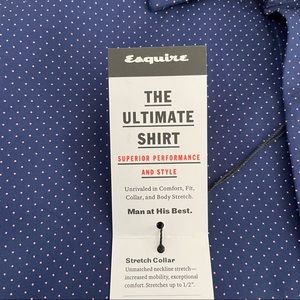 Esquire
THE
ULTIMATE
SHIRT
SUPERIOR PERFORMANCE
AND STYLE
Unrivaled in Comfort, Fit,
Collar, and Body Stretch.
Man at His Best.
Stretch Collar
Unmatched neckline stretch—
increased mobility, exceptional
comfort. Stretches up to 1/2".